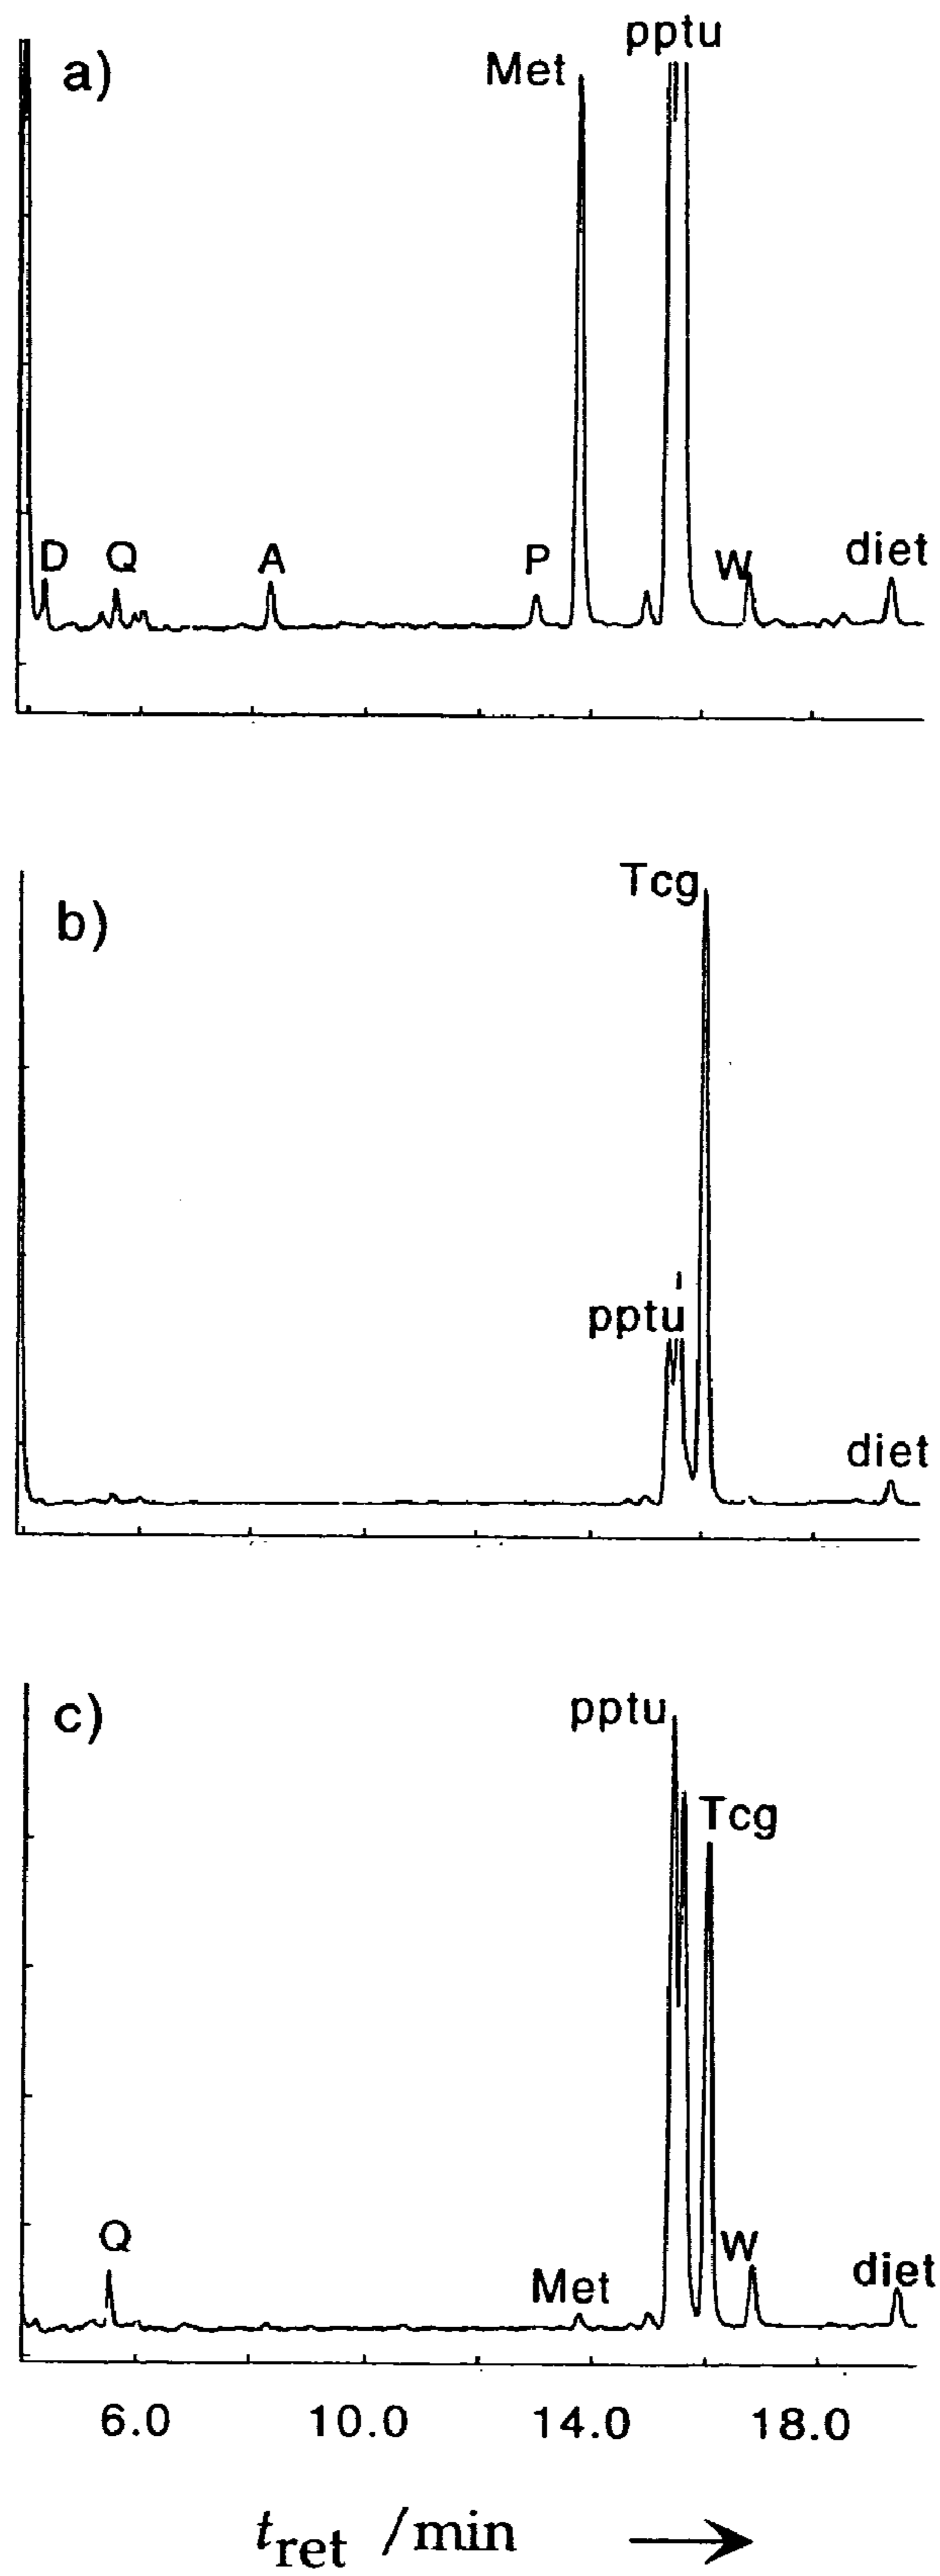 pptu
a) Met
D Q A P W diet
Tcg
b)
pptu
diet
c) pptu
Tcg
Q W
Met diet
6.0 10.0 14.0 18.0
tret /min